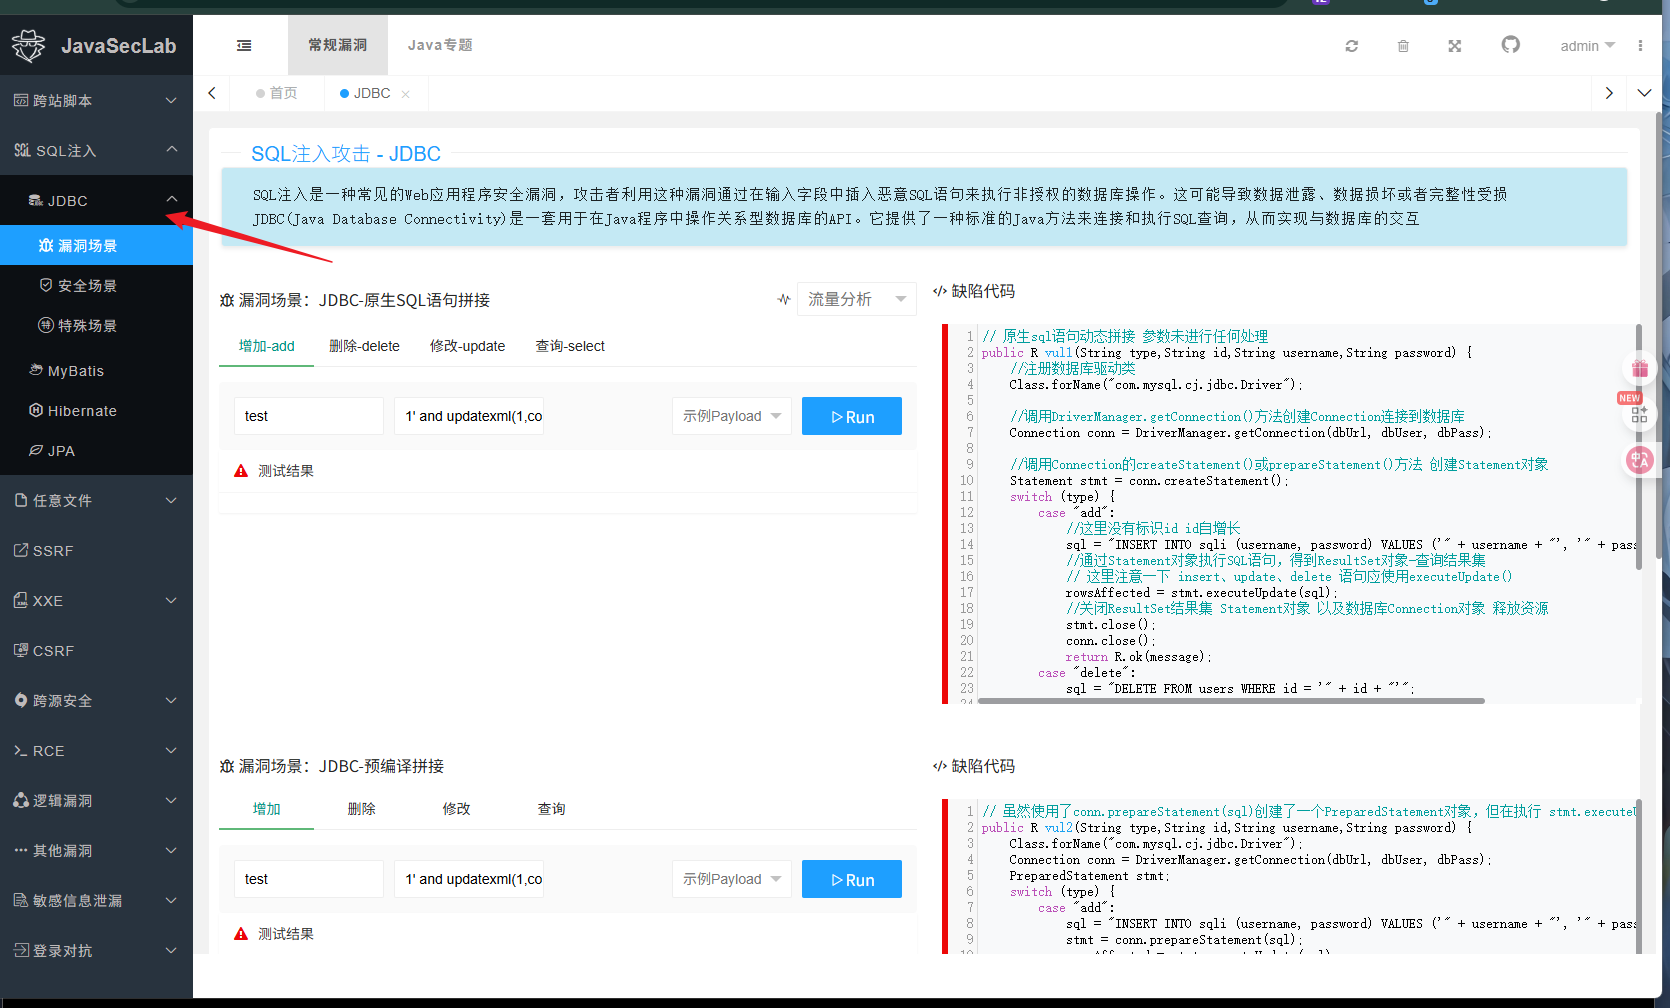 JavaSecLab
常规漏洞
Java专题
admin
首页
JDBC
跨站脚本
SQL注入
JDBC
漏洞场景
安全场景
特殊场景
MyBatis
Hibernate
JPA
任意文件
SSRF
XXE
CSRF
跨源安全
RCE
逻辑漏洞
其他漏洞
敏感信息泄漏
登录对抗
SQL注入攻击 - JDBC
SQL注入是一种常见的Web应用程序安全漏洞，攻击者利用这种漏洞通过在输入字段中插入恶意SQL语句来执行非授权的数据库操作。这可能导致数据泄露、数据损坏或者完整性受损
JDBC(Java Database Connectivity)是一套用于在Java程序中操作关系型数据库的API。它提供了一种标准的Java方法来连接和执行SQL查询，从而实现与数据库的交互
漏洞场景：JDBC-原生SQL语句拼接
流量分析
增加-add
删除-delete
修改-update
查询-select
test
1' and updatexml(1,co
示例Payload
Run
测试结果
缺陷代码
1 // 原生sql语句动态拼接 参数未进行任何处理
2 public R vul1(String type,String id,String username,String password) {
3 //注册数据库驱动类
4 Class.forName("com.mysql.cj.jdbc.Driver");
5
6 //调用DriverManager.getConnection()方法创建Connection连接到数据库
7 Connection conn = DriverManager.getConnection(dbUrl, dbUser, dbPass);
8
9 //调用Connection的createStatement()或prepareStatement()方法 创建Statement对象
10 Statement stmt = conn.createStatement();
11 switch (type) {
12 case "add":
13 //这里没有标识id id自增长
14 sql = "INSERT INTO sqli (username, password) VALUES ('" + username + "', '" + pass
15 //通过Statement对象执行SQL语句，得到ResultSet对象-查询结果集
16 // 这里注意一下 insert、update、delete 语句应使用executeUpdate()
17 rowsAffected = stmt.executeUpdate(sql);
18 //关闭ResultSet结果集 Statement对象 以及数据库Connection对象 释放资源
19 stmt.close();
20 conn.close();
21 return R.ok(message);
22 case "delete":
23 sql = "DELETE FROM users WHERE id = '" + id + "'";
NEW
漏洞场景：JDBC-预编译拼接
增加
删除
修改
查询
test
1' and updatexml(1,co
示例Payload
Run
测试结果
缺陷代码
1 // 虽然使用了conn.prepareStatement(sql)创建了一个PreparedStatement对象，但在执行 stmt.executeU
2 public R vul2(String type,String id,String username,String password) {
3 Class.forName("com.mysql.cj.jdbc.Driver");
4 Connection conn = DriverManager.getConnection(dbUrl, dbUser, dbPass);
5 PreparedStatement stmt;
6 switch (type) {
7 case "add":
8 sql = "INSERT INTO sqli (username, password) VALUES ('" + username + "', '" + pass
9 stmt = conn.prepareStatement(sql);